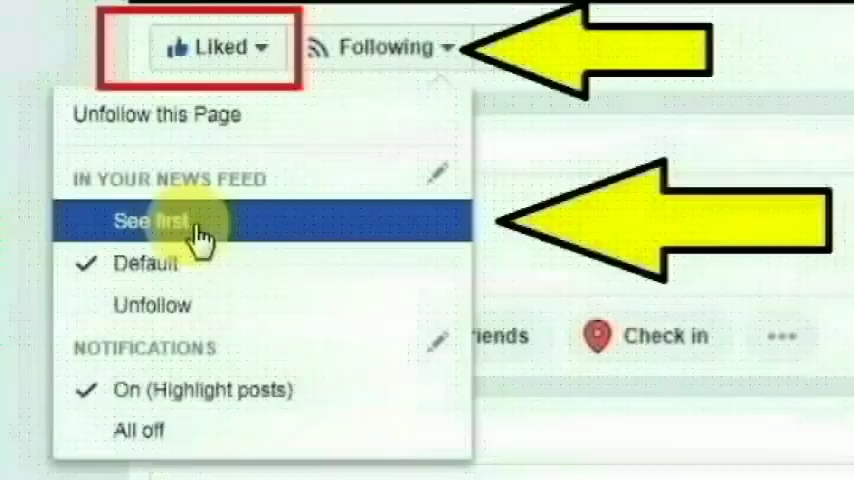 Liked Following
Unfollow this Page
IN YOUR NEWS FEED
See first
Default
Unfollow
NOTIFICATIONS
On (Highlight posts)
All off
riends Check in